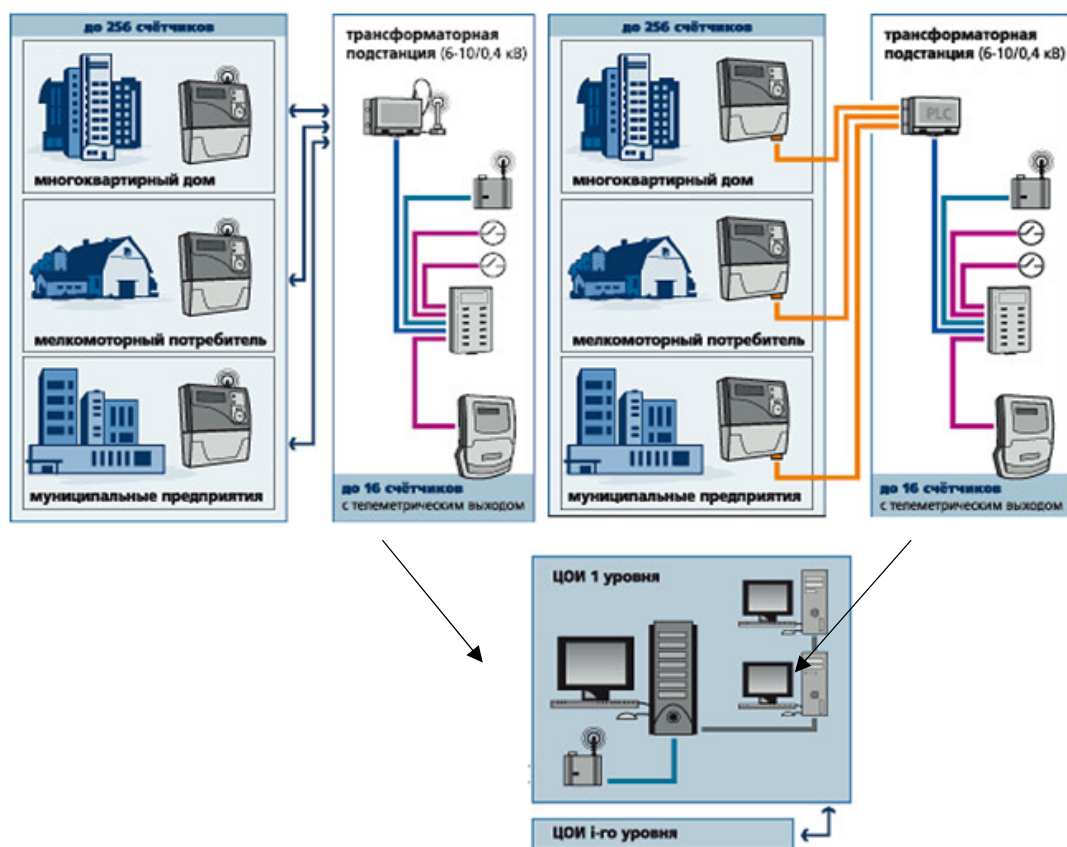 до 256 счётчиков
многоквартирный дом
мелкомоторный потребитель
муниципальные предприятия
трансформаторная
подстанция (6-10/0,4 кВ)
до 16 счётчиков
с телеметрическим выходом
до 256 счётчиков
многоквартирный дом
мелкомоторный потребитель
муниципальные предприятия
трансформаторная
подстанция (6-10/0,4 кВ)
PLC
до 16 счётчиков
с телеметрическим выходом
ЦОИ 1 уровня
ЦОИ i-го уровня